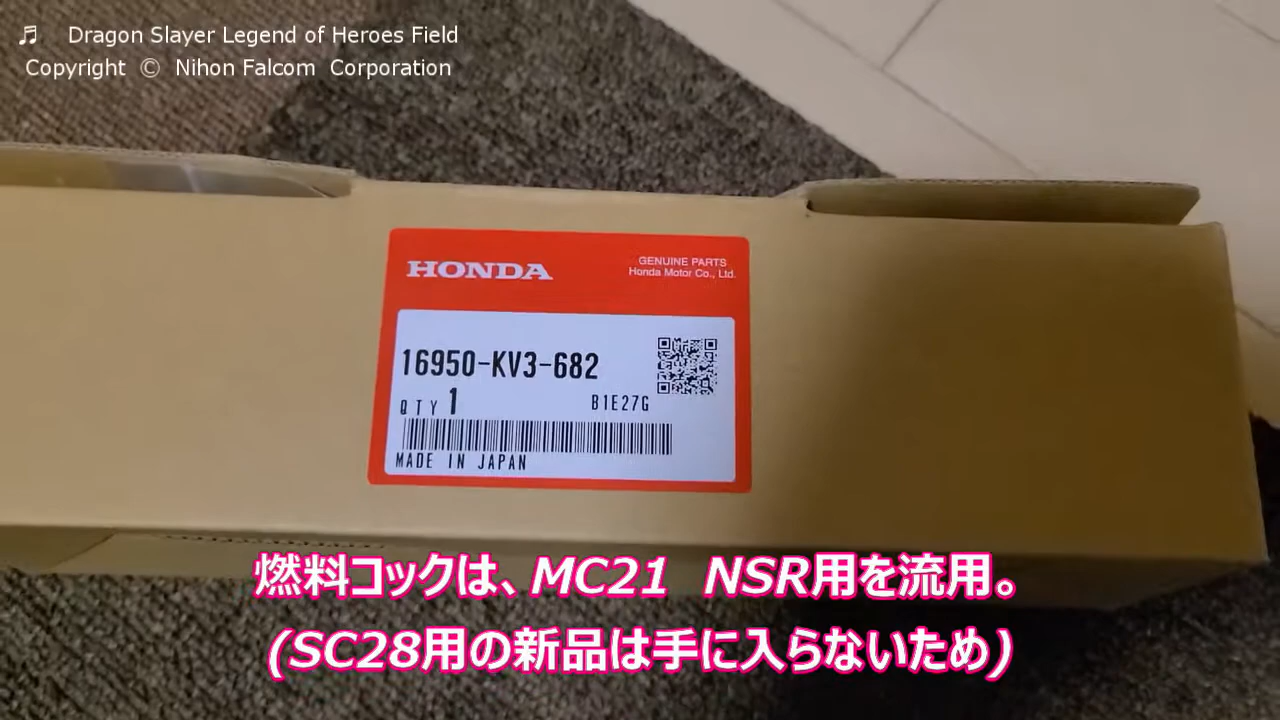 ♬ Dragon Slayer Legend of Heroes Field
Copyright © Nihon Falcom Corporation
HONDA
GENUINE PARTS
Honda Motor Co., Ltd.
16950-KV3-682
QTY 1
B1E27G
MADE IN JAPAN
燃料コックは、MC21 NSR用を流用。
(SC28用の新品は手に入らないため)